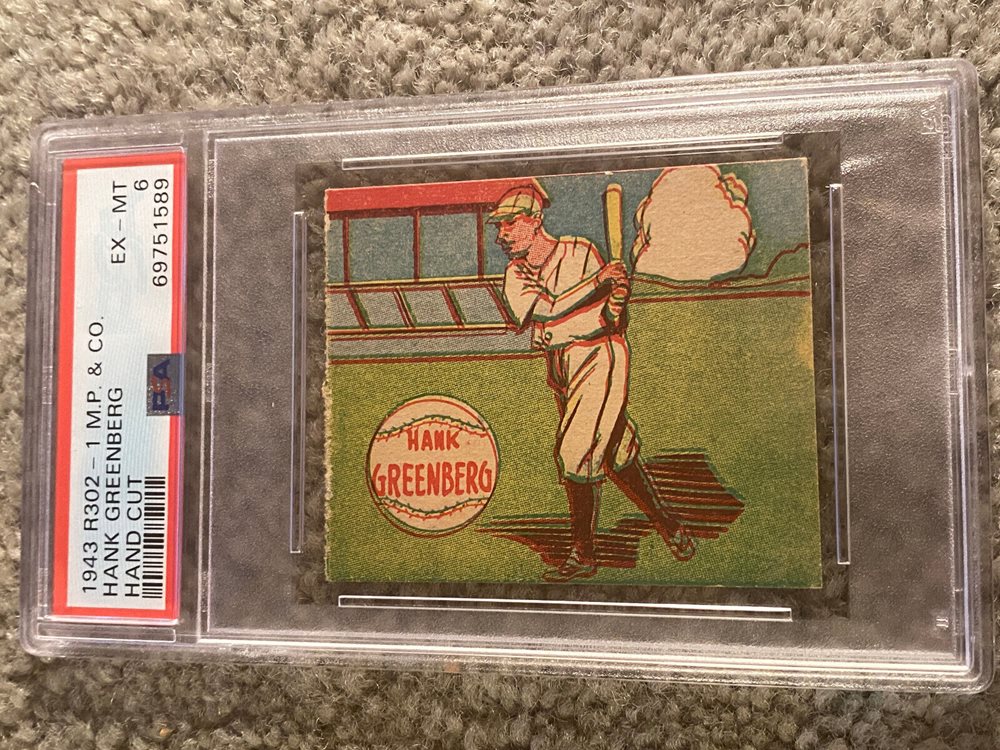 1943 R302-1 M.P. & CO.
HANK GREENBERG EX - MT
HAND CUT 6
69751589
PSA
HANK
GREENBERG